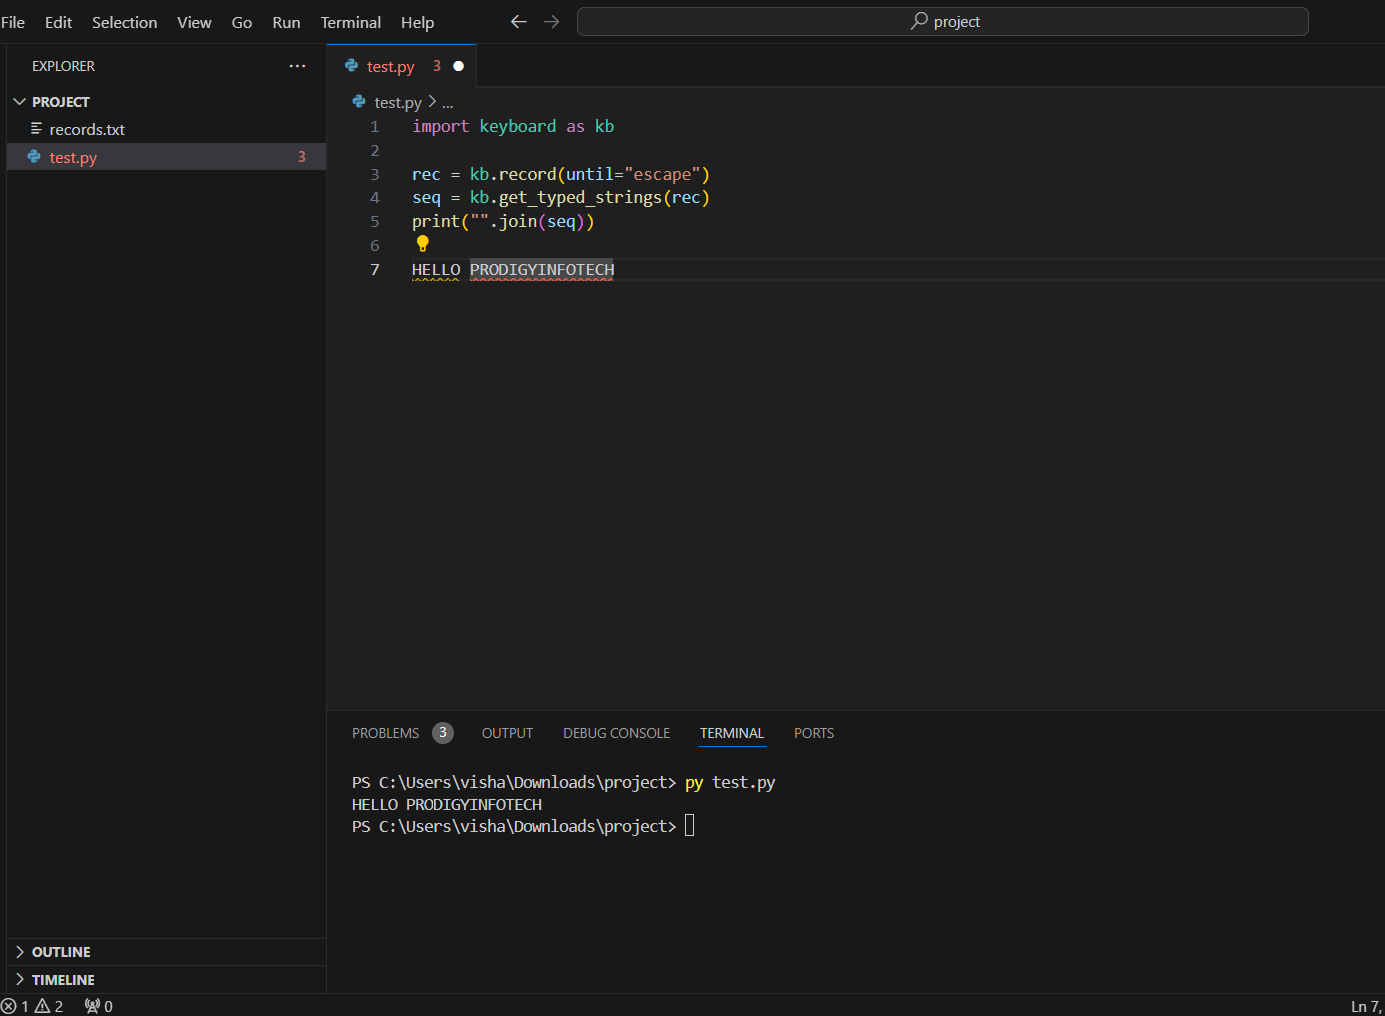 File Edit Selection View Go Run Terminal Help project
EXPLORER ...
PROJECT
records.txt
test.py 3
test.py 3
test.py > ...
1 import keyboard as kb
2
3 rec = kb.record(until="escape")
4 seq = kb.get_typed_strings(rec)
5 print("".join(seq))
6
7 HELLO PRODIGYINFOTECH
PROBLEMS 3 OUTPUT DEBUG CONSOLE TERMINAL PORTS
PS C:\Users\visha\Downloads\project> py test.py
HELLO PRODIGYINFOTECH
PS C:\Users\visha\Downloads\project>
OUTLINE
TIMELINE
1 2 0 Ln 7,